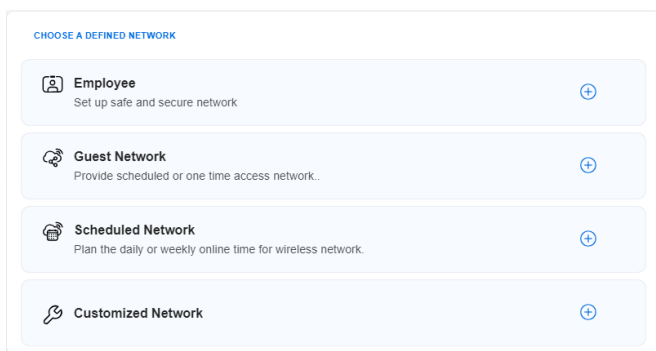 CHOOSE A DEFINED NETWORK
Employee
Set up safe and secure network
Guest Network
Provide scheduled or one time access network..
Scheduled Network
Plan the daily or weekly online time for wireless network.
Customized Network